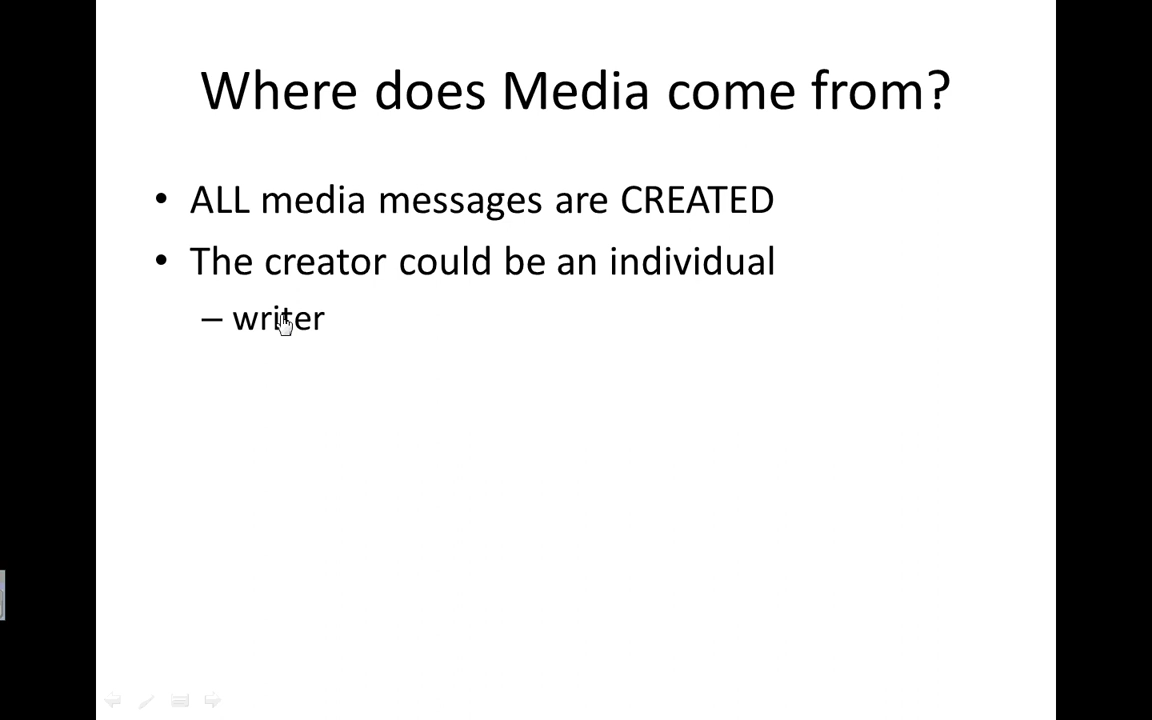 Where does Media come from?
• ALL media messages are CREATED
• The creator could be an individual
– writer